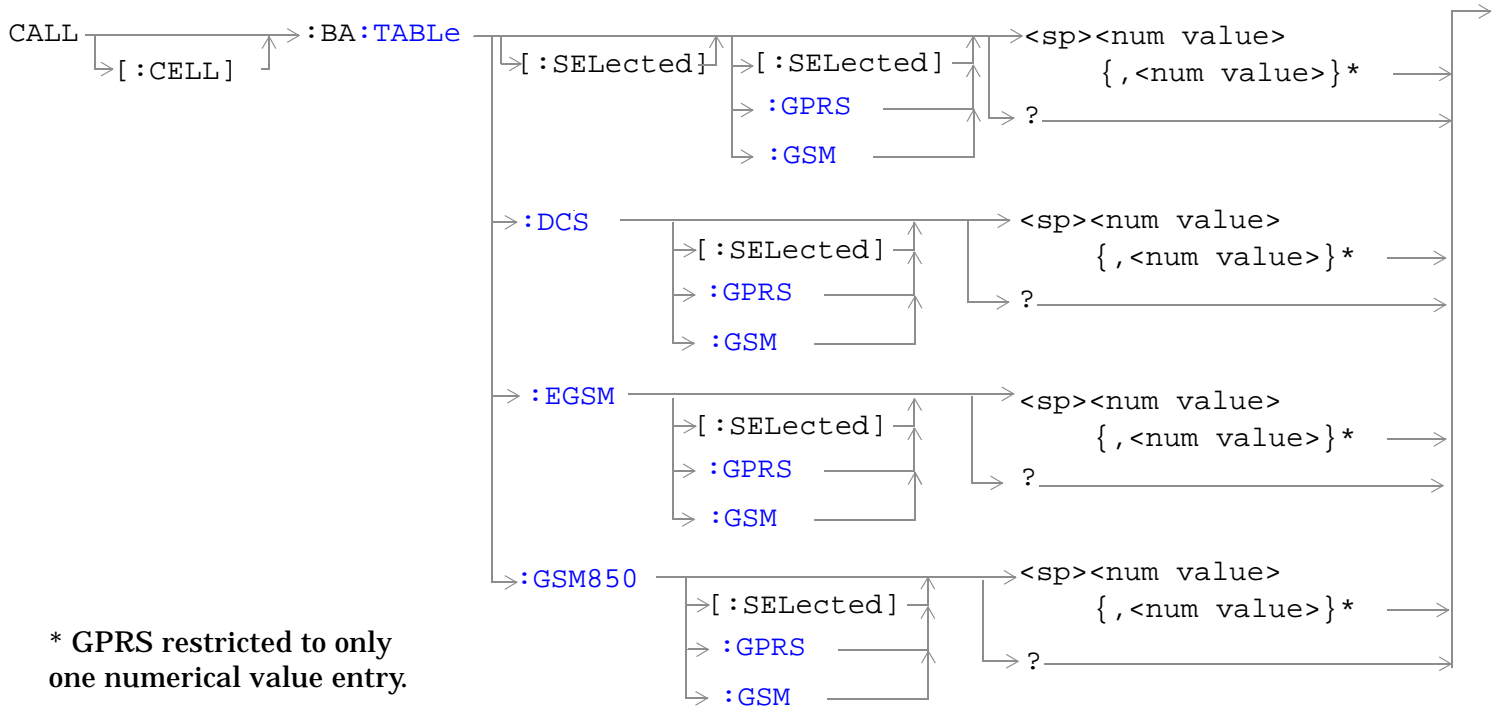 CALL :BA:TABLe <sp><num value>
[:CELL] [:SELected] [:SELected] {,<num value>}*
:GPRS ?
:GSM
:DCS <sp><num value>
[:SELected] {,<num value>}*
:GPRS ?
:GSM
:EGSM <sp><num value>
[:SELected] {,<num value>}*
:GPRS ?
:GSM
:GSM850 <sp><num value>
[:SELected] {,<num value>}*
:GPRS ?
:GSM
* GPRS restricted to only
one numerical value entry.